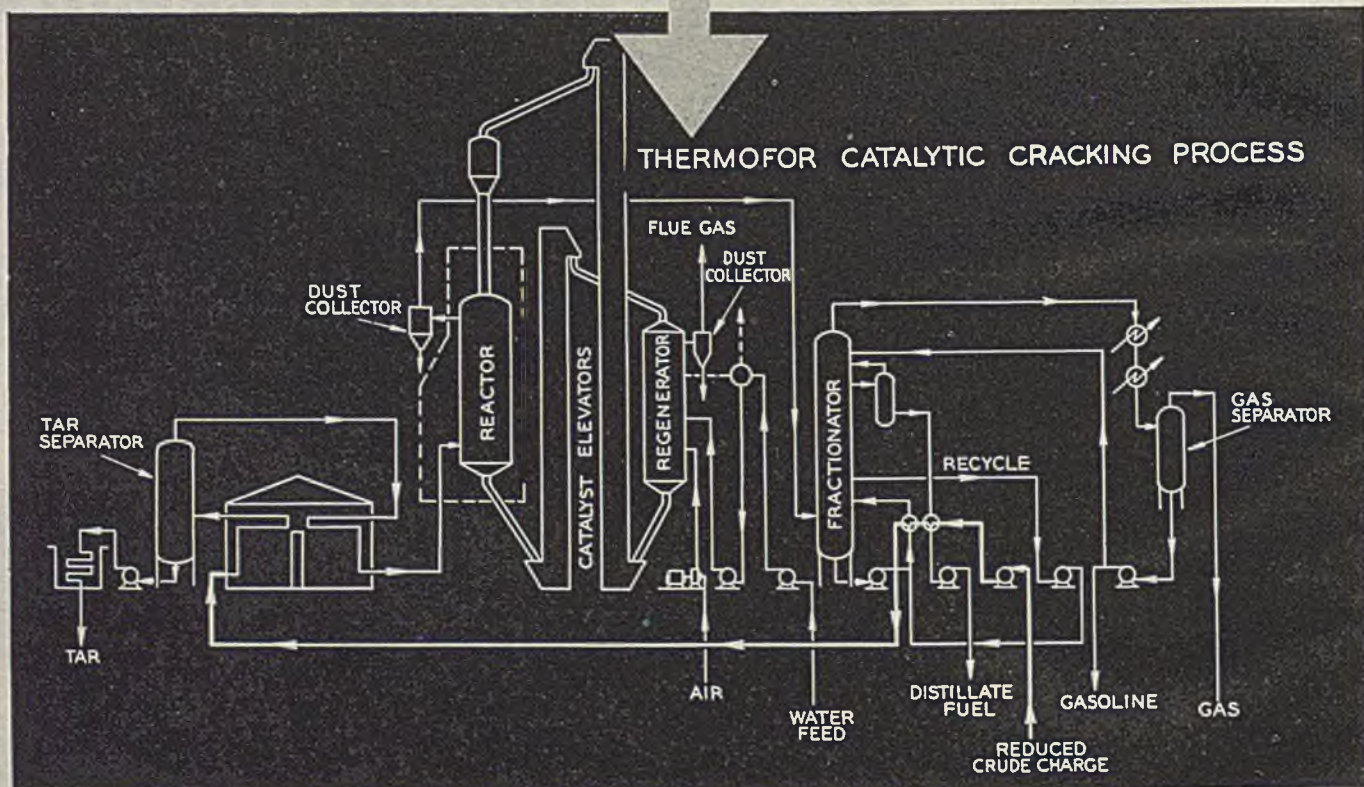 THERMOFOR CATALYTIC CRACKING PROCESS
FLUE GAS
DUST
COLLECTOR
DUST
COLLECTOR
REACTOR
CATALYST ELEVATORS
REGENERATOR
FRACTIONATOR
GAS
SEPARATOR
TAR
SEPARATOR
RECYCLE
TAR
AIR
WATER
FEED
DISTILLATE
FUEL
REDUCED
CRUDE CHARGE
GASOLINE
GAS